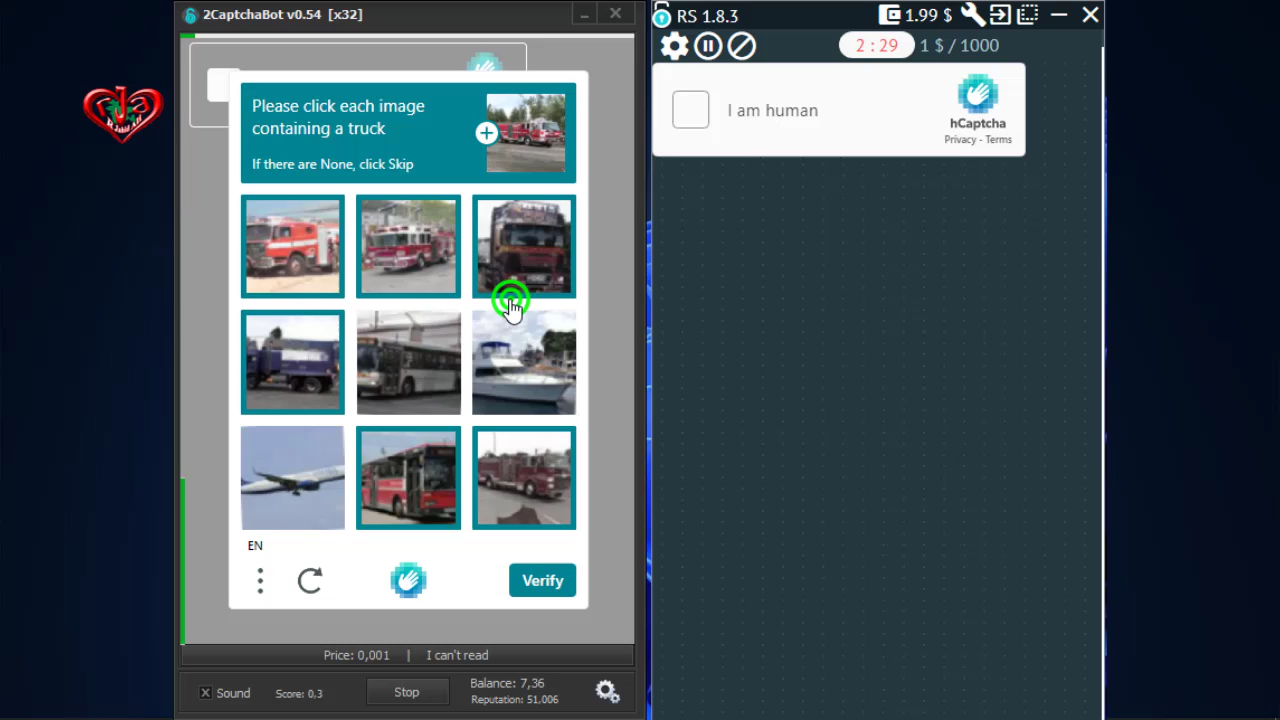 2CaptchaBot v0.54 [x32]
Please click each image
containing a truck
If there are None, click Skip
EN
Verify
Price: 0,001 | I can't read
Sound
Score: 0,3
Stop
Balance: 7,36
Reputation: 51,006
RS 1.8.3
1.99 $
2 : 29
1 $ / 1000
I am human
hCaptcha
Privacy - Terms